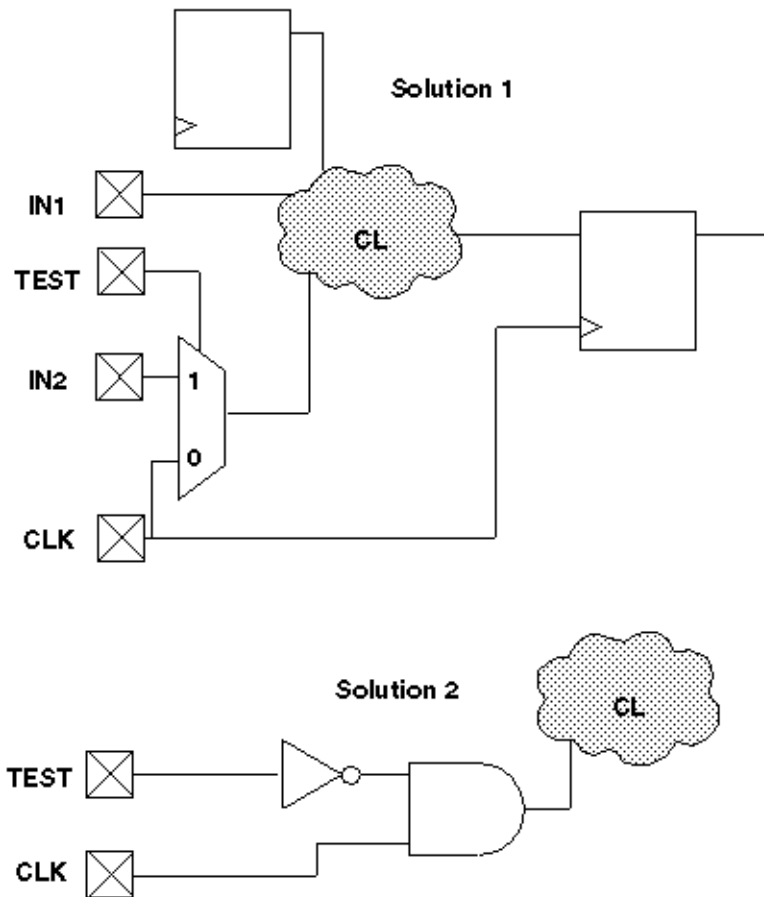 Solution 1
IN1
CL
TEST
IN2
1
0
CLK
Solution 2
CL
TEST
CLK